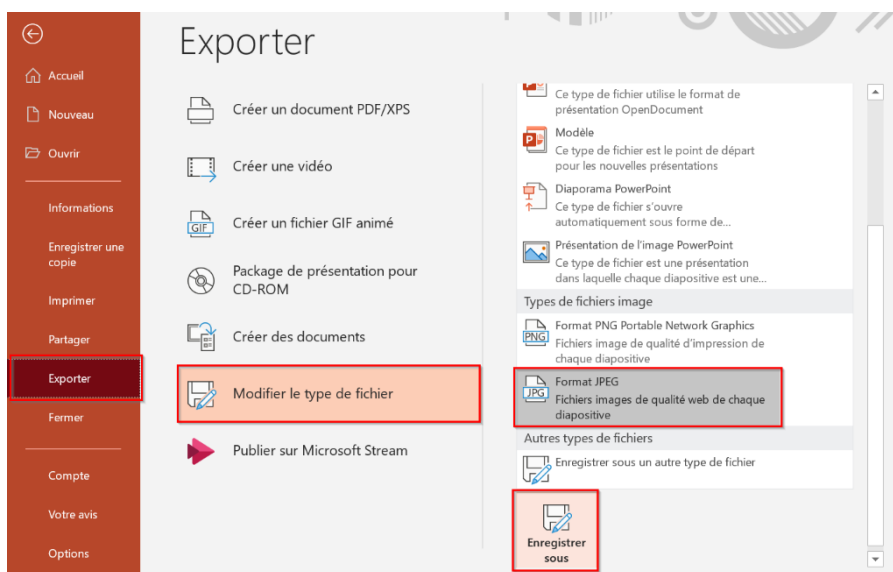 Exporter
Accueil
Nouveau
Ouvrir
Informations
Enregistrer une
copie
Imprimer
Partager
Exporter
Fermer
Compte
Votre avis
Options
Créer un document PDF/XPS
Créer une vidéo
GIF
Créer un fichier GIF animé
Package de présentation pour
CD-ROM
Créer des documents
Modifier le type de fichier
Publier sur Microsoft Stream
Ce type de fichier utilise le format de
présentation OpenDocument
P
Modèle
Ce type de fichier est le point de départ
pour les nouvelles présentations
Diaporama PowerPoint
Ce type de fichier s'ouvre
automatiquement sous forme de...
Présentation de l'image PowerPoint
Ce type de fichier est une présentation
dans laquelle chaque diapositive est une...
Types de fichiers image
PNG
Format PNG Portable Network Graphics
Fichiers image de qualité d'impression de
chaque diapositive
JPG
Format JPEG
Fichiers images de qualité web de chaque
diapositive
Autres types de fichiers
Enregistrer sous un autre type de fichier
Enregistrer
sous